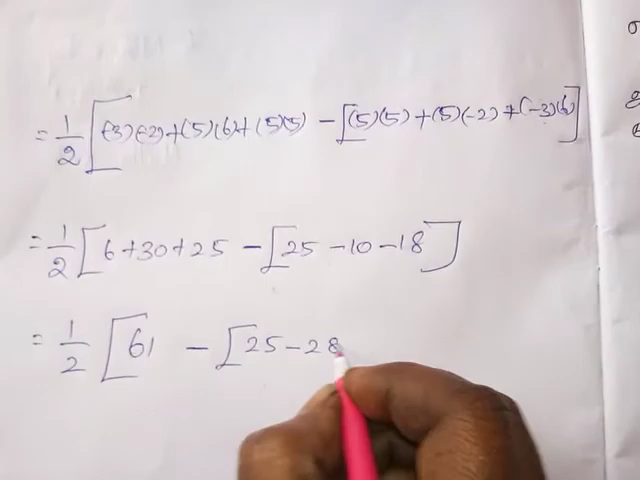 = 1/2 [(-3)(-2)+(5)(6)+(5)(5) - [(5)(5)+(5)(-2)+(-3)(6)]
= 1/2 [6+30+25 - [25 -10 -18]
= 1/2 [61 - [25-28